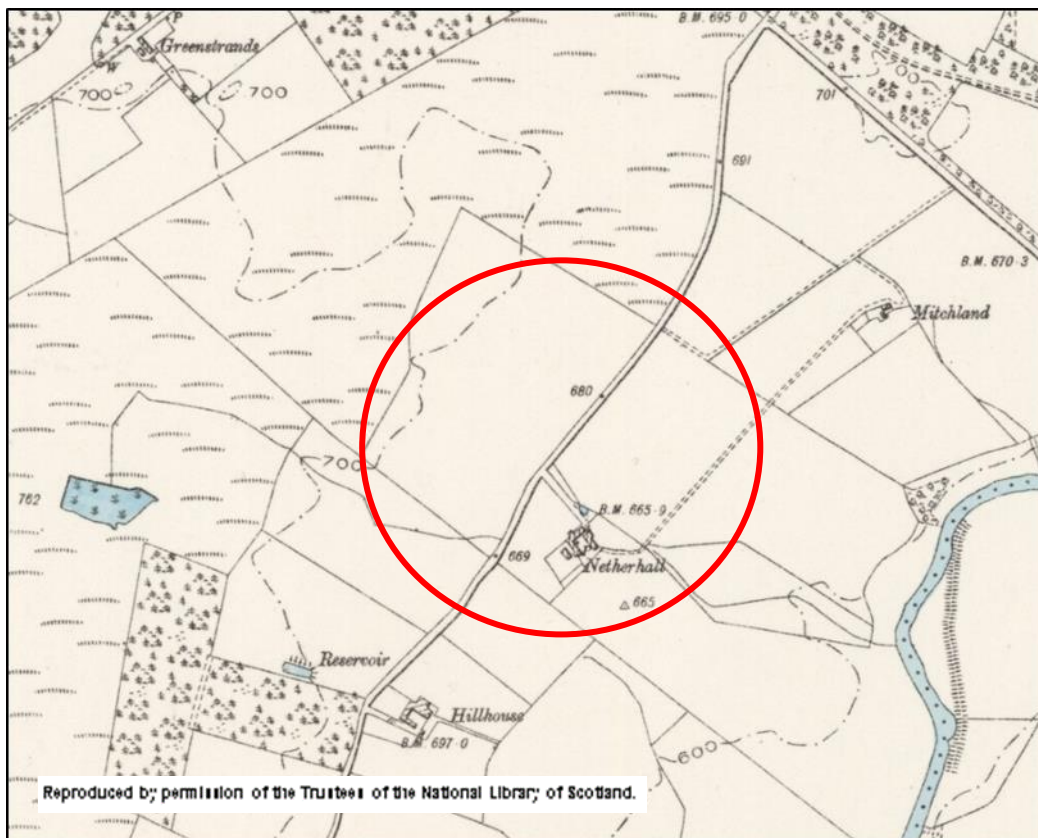 B.M. 695·0
P
Greenstrands
W
700
700
700
701
691
B.M. 670·3
Mitchland
680
700
762
B.M. 665·9
669
Netherhall
△ 665
Reservoir
Hillhouse
B.M. 697·0
600
Reproduced by permission of the Trustees of the National Library of Scotland.